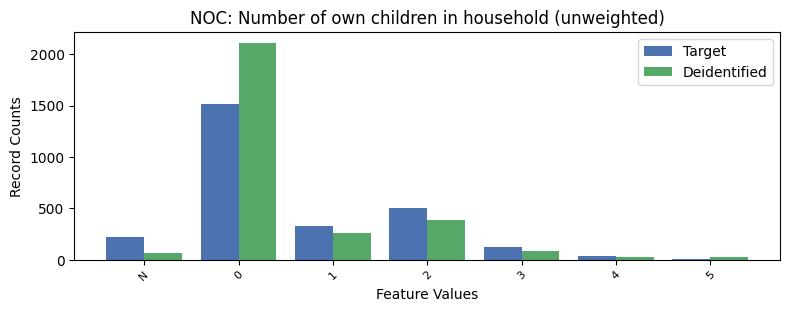 NOC: Number of own children in household (unweighted)
Target
Deidentified
2000
1500
1000
500
0
Record Counts
N 0 1 2 3 4 5
Feature Values